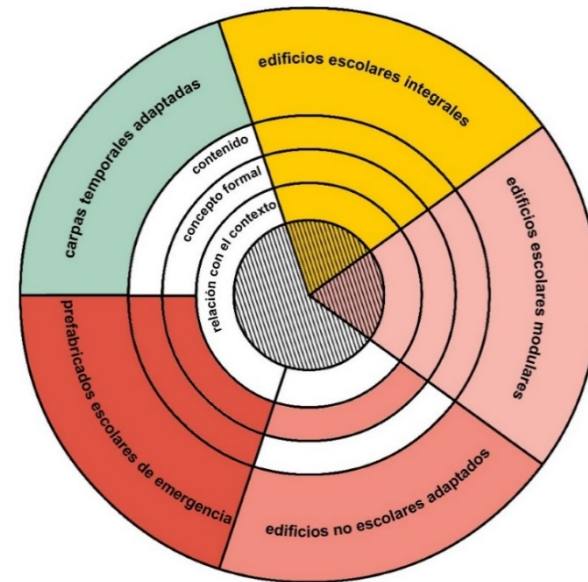 edificios escolares integrales
edificios escolares modulares
edificios no escolares adaptados
prefabricados escolares de emergencia
carpas temporales adaptadas
contenido
concepto formal
relación con el contexto